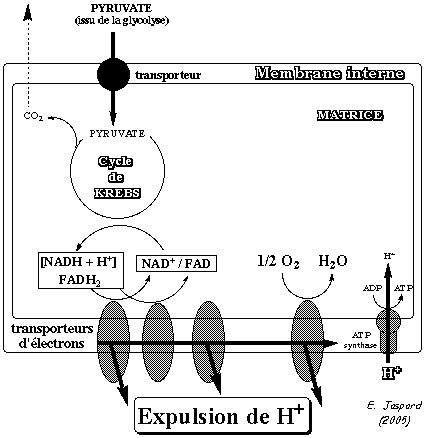 PYRUVATE
(issu de la glycolyse)
transporteur
Membrane interne
CO2
MATRICE
PYRUVATE
Cycle
de
KREBS
[NADH + H+]
FADH2
NAD+ / FAD
1/2 O2
H2O
H+
ADP
ATP
transporteurs
d'électrons
ATP
synthase
H+
Expulsion de H+
E. Jaspard
(2005)